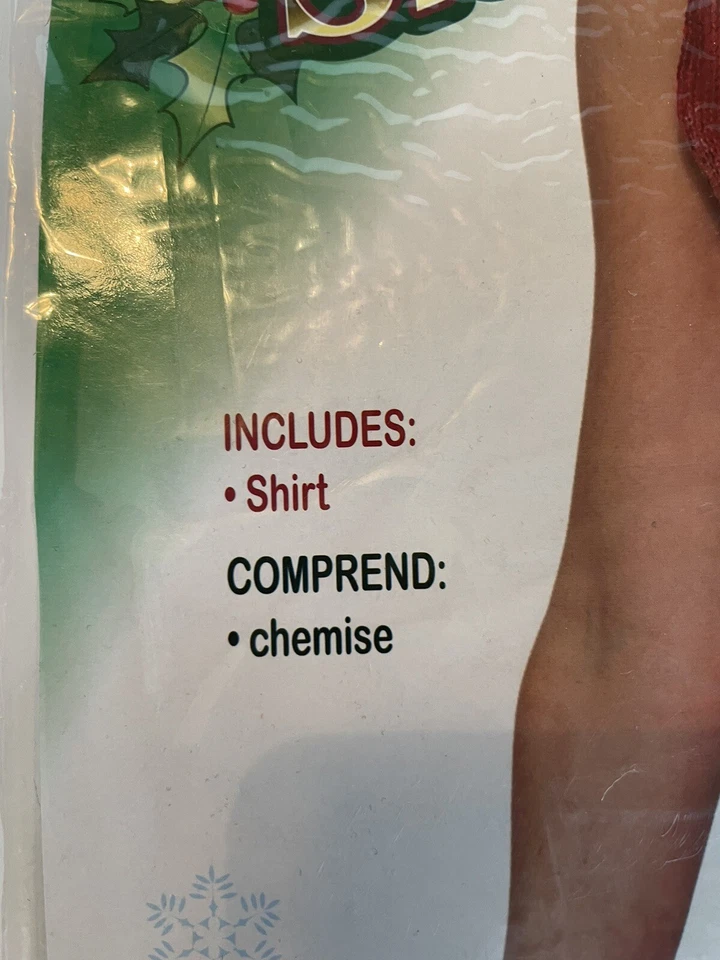 INCLUDES:
• Shirt
COMPREND:
• chemise